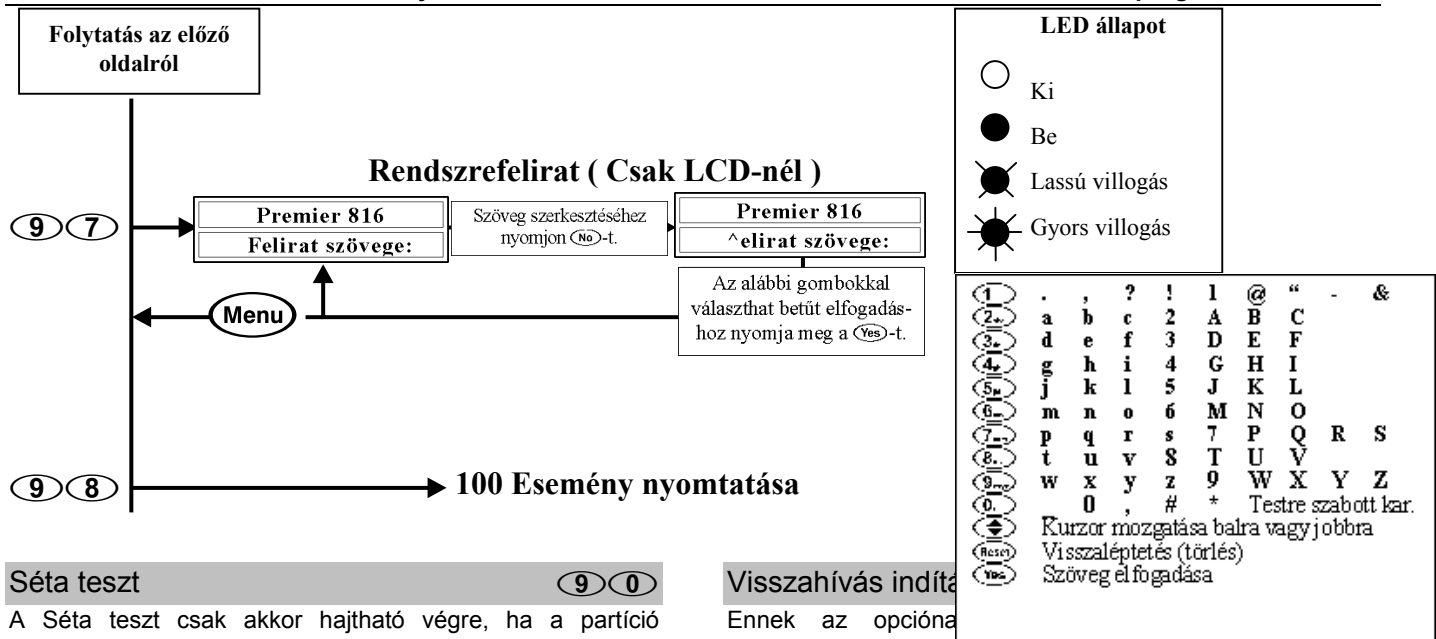 Folytatás az előző
oldalról
LED állapot
Ki
Be
Lassú villogás
Gyors villogás
Rendszrefelirat ( Csak LCD-nél )
9 7
Premier 816
Felirat szövege:
Szöveg szerkesztéséhez
nyomjon No-t.
Premier 816
^elirat szövege:
Az alábbi gombokkal
választhat betűt elfogadás-
hoz nyomja meg a Yes-t.
Menu
9 8
100 Esemény nyomtatása
1 . , ? ! 1 @ “ - &
2 a b c 2 A B C
3 d e f 3 D E F
4 g h i 4 G H I
5 j k l 5 J K L
6 m n o 6 M N O
7 p q r s 7 P Q R S
8 t u v 8 T U V
9 w x y z 9 W X Y Z
0 _ 0 , # * Testre szabott kar.
Kurzor mozgatása balra vagy jobbra
Reset Visszaléptetés (törlés)
Yes Szöveg elfogadása
Séta teszt 9 0
A Séta teszt csak akkor hajtható végre, ha a partíció
Visszahívás indítá
Ennek az opcióna